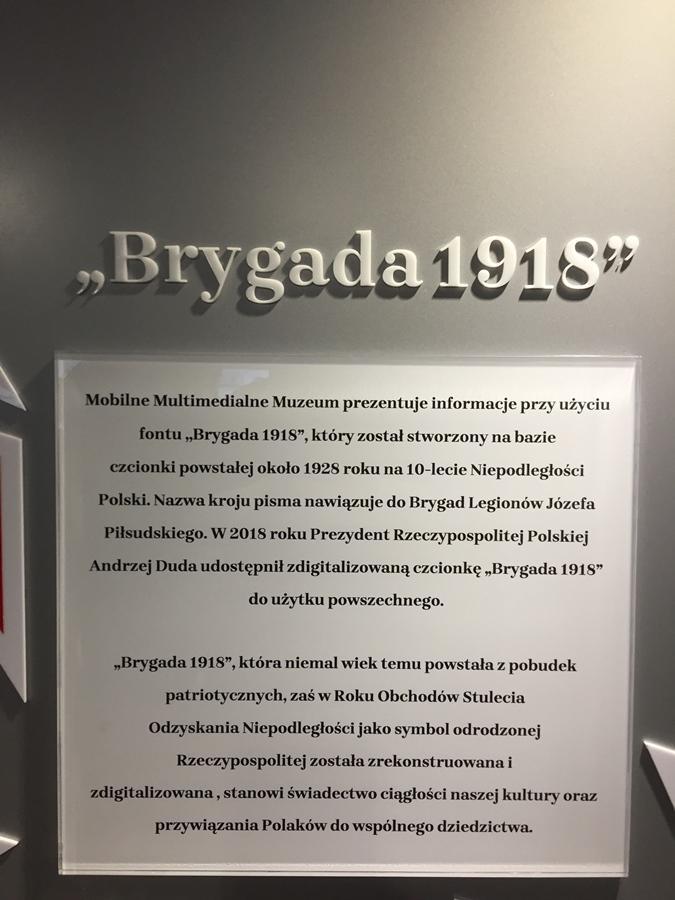 „Brygada 1918”
Mobilne Multimedialne Muzeum prezentuje informacje przy użyciu
fontu „Brygada 1918”, który został stworzony na bazie
czcionki powstałej około 1928 roku na 10-lecie Niepodległości
Polski. Nazwa kroju pisma nawiązuje do Brygad Legionów Józefa
Piłsudskiego. W 2018 roku Prezydent Rzeczypospolitej Polskiej
Andrzej Duda udostępnił zdigitalizowaną czcionkę „Brygada 1918”
do użytku powszechnego.
„Brygada 1918”, która niemal wiek temu powstała z pobudek
patriotycznych, zaś w Roku Obchodów Stulecia
Odzyskania Niepodległości jako symbol odrodzonej
Rzeczypospolitej została zrekonstruowana i
zdigitalizowana , stanowi świadectwo ciągłości naszej kultury oraz
przywiązania Polaków do wspólnego dziedzictwa.